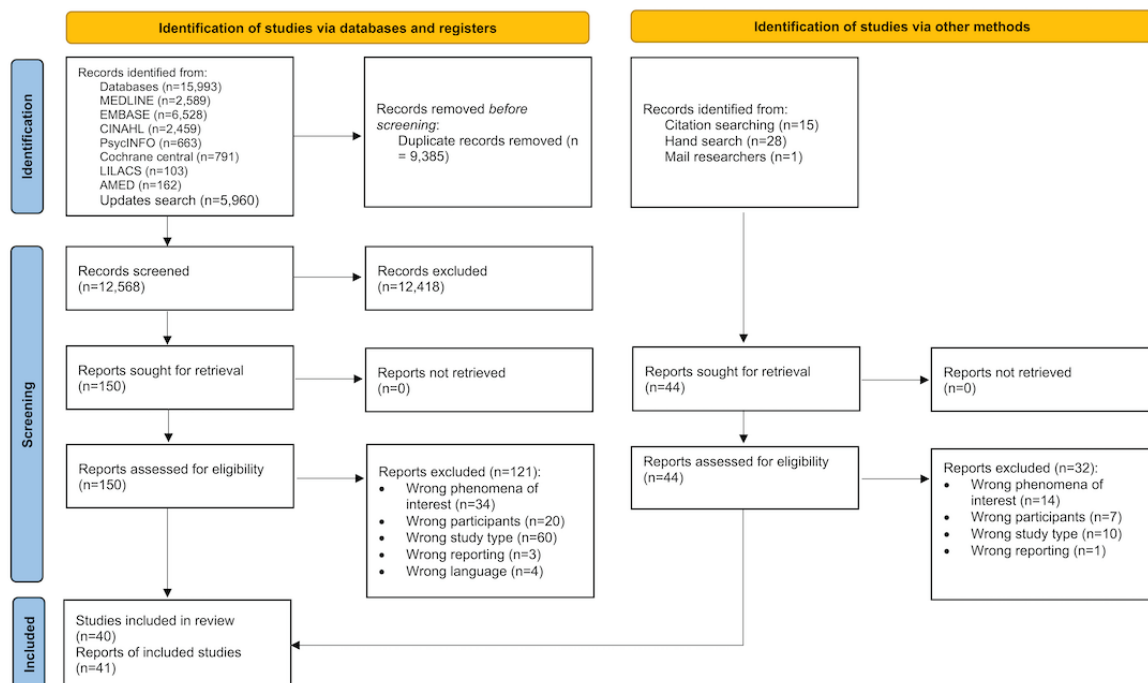 Identification of studies via databases and registers
Identification of studies via other methods
Identification
Records identified from:
Databases (n=15,993)
MEDLINE (n=2,589)
EMBASE (n=6,528)
CINAHL (n=2,459)
PsycINFO (n=663)
Cochrane central (n=791)
LILACS (n=103)
AMED (n=162)
Updates search (n=5,960)
Records removed before
screening:
Duplicate records removed (n
= 9,385)
Records identified from:
Citation searching (n=15)
Hand search (n=28)
Mail researchers (n=1)
Screening
Records screened
(n=12,568)
Records excluded
(n=12,418)
Reports sought for retrieval
(n=150)
Reports not retrieved
(n=0)
Reports sought for retrieval
(n=44)
Reports not retrieved
(n=0)
Reports assessed for eligibility
(n=150)
Reports excluded (n=121):
• Wrong phenomena of
interest (n=34)
• Wrong participants (n=20)
• Wrong study type (n=60)
• Wrong reporting (n=3)
• Wrong language (n=4)
Reports assessed for eligibility
(n=44)
Reports excluded (n=32):
• Wrong phenomena of
interest (n=14)
• Wrong participants (n=7)
• Wrong study type (n=10)
• Wrong reporting (n=1)
Included
Studies included in review
(n=40)
Reports of included studies
(n=41)